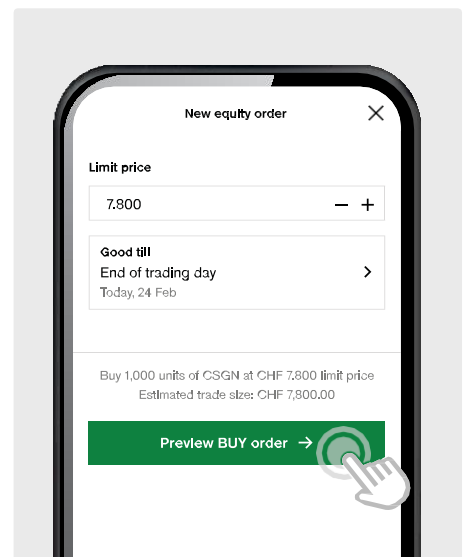 New equity order
Limit price
7.800
Good till
End of trading day
Today, 24 Feb
Buy 1,000 units of CSGN at CHF 7.800 limit price
Estimated trade size: CHF 7,800.00
Preview BUY order →